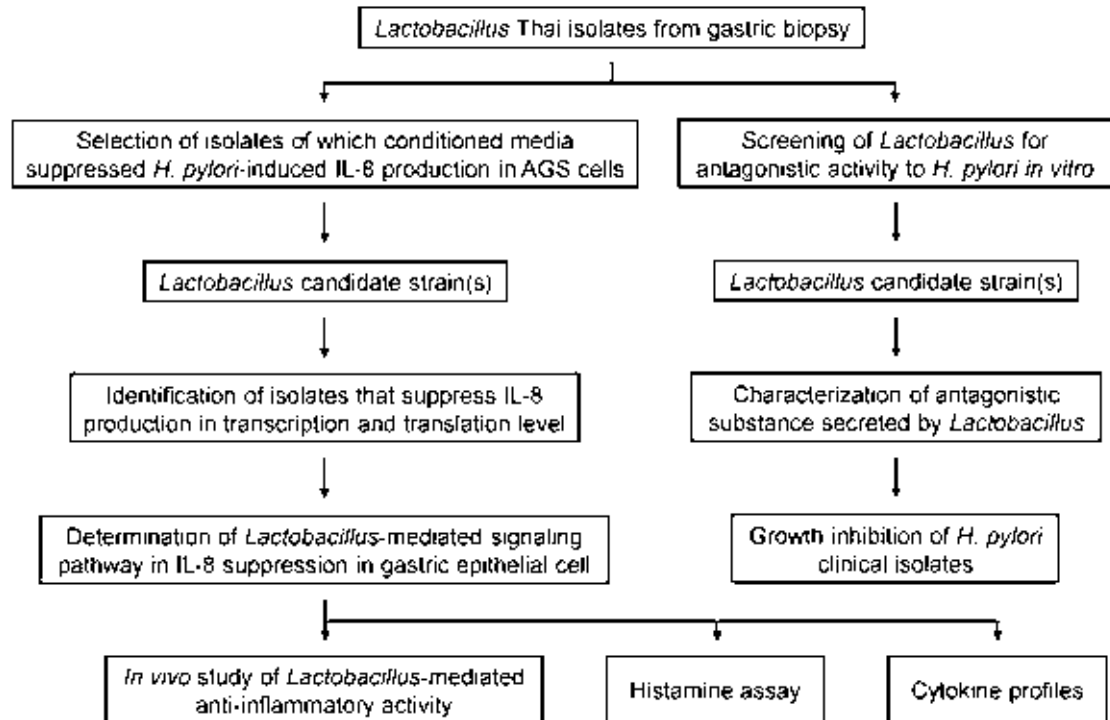 Lactobacillus Thai isolates from gastric biopsy
Selection of isolates of which conditioned media
suppressed H. pylori-induced IL-8 production in AGS cells
Screening of Lactobacillus for
antagonistic activity to H. pylori in vitro
Lactobacillus candidate strain(s)
Lactobacillus candidate strain(s)
Identification of isolates that suppress IL-8
production in transcription and translation level
Characterization of antagonistic
substance secreted by Lactobacillus
Determination of Lactobacillus-mediated signaling
pathway in IL-8 suppression in gastric epithelial cell
Growth inhibition of H. pylori
clinical isolates
In vivo study of Lactobacillus-mediated
anti-inflammatory activity
Histamine assay
Cytokine profiles